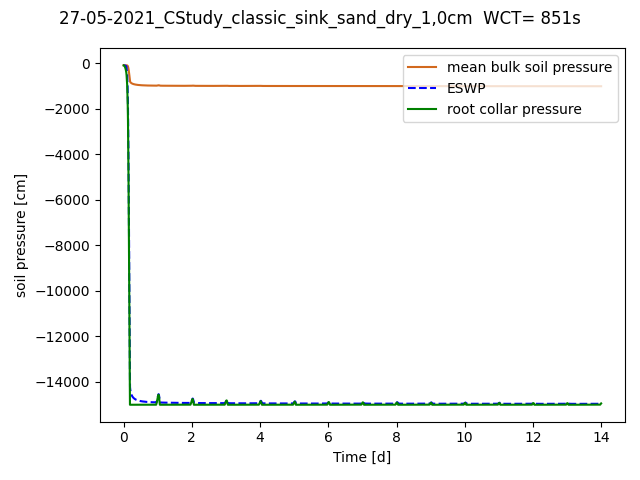 27-05-2021_CStudy_classic_sink_sand_dry_1,0cm  WCT= 851s
mean bulk soil pressure
ESWP
root collar pressure
soil pressure [cm]
0
−2000
−4000
−6000
−8000
−10000
−12000
−14000
0 2 4 6 8 10 12 14
Time [d]